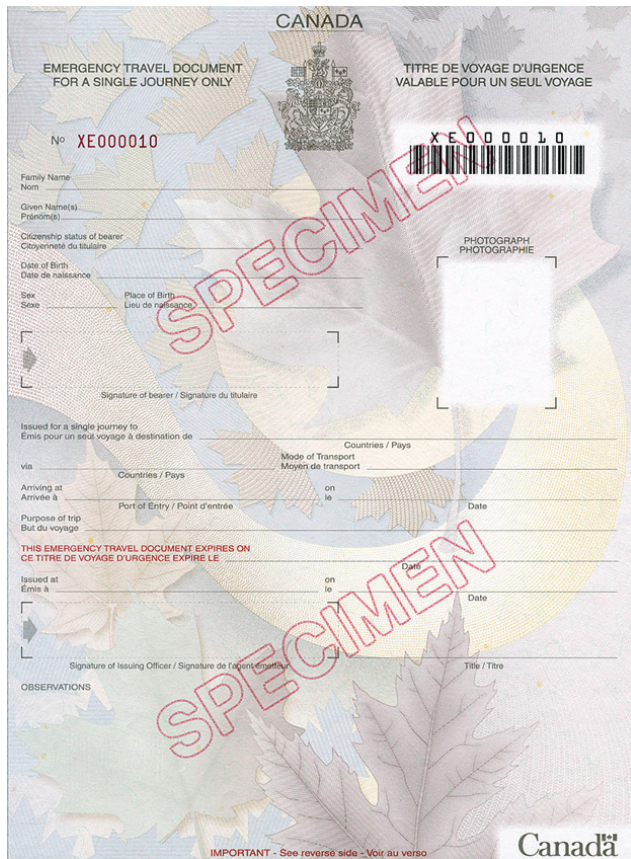 CANADA
EMERGENCY TRAVEL DOCUMENT
FOR A SINGLE JOURNEY ONLY
TITRE DE VOYAGE D'URGENCE
VALABLE POUR UN SEUL VOYAGE
No XE000010
XE000010
Family Name
Nom
Given Name(s)
Prénom(s)
Citizenship status of bearer
Citoyenneté du titulaire
PHOTOGRAPH
PHOTOGRAPHIE
Date of Birth
Date de naissance
Sex Place of Birth
Sexe Lieu de naissance
SPECIMEN
Signature of bearer / Signature du titulaire
Issued for a single journey to
Émis pour un seul voyage à destination de
Countries / Pays
Mode of Transport
via Moyen de transport
Countries / Pays
Arriving at on
Arrivée à le
Port of Entry / Point d'entrée Date
Purpose of trip
But du voyage
THIS EMERGENCY TRAVEL DOCUMENT EXPIRES ON
CE TITRE DE VOYAGE D'URGENCE EXPIRE LE
Date
Issued at on
Émis à le
Date
SPECIMEN
Signature of Issuing Officer / Signature de l'agent émetteur Title / Titre
OBSERVATIONS
IMPORTANT - See reverse side - Voir au verso
Canada